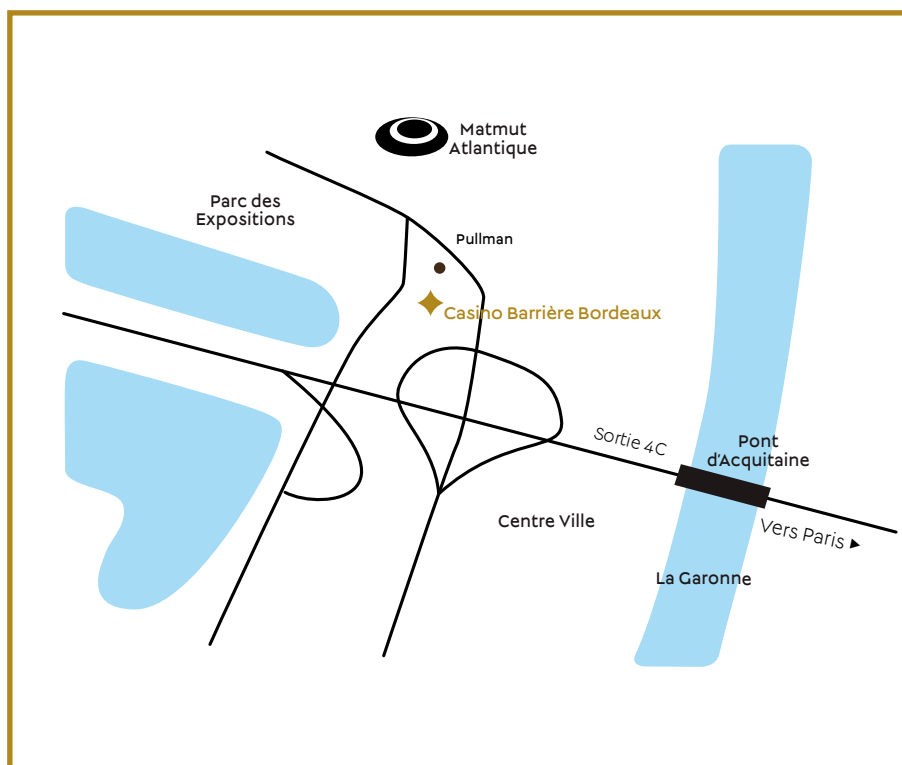 Matmut
Atlantique
Parc des
Expositions
Pullman
Casino Barrière Bordeaux
Sortie 4C
Pont
d'Acquitaine
Centre Ville
Vers Paris
La Garonne